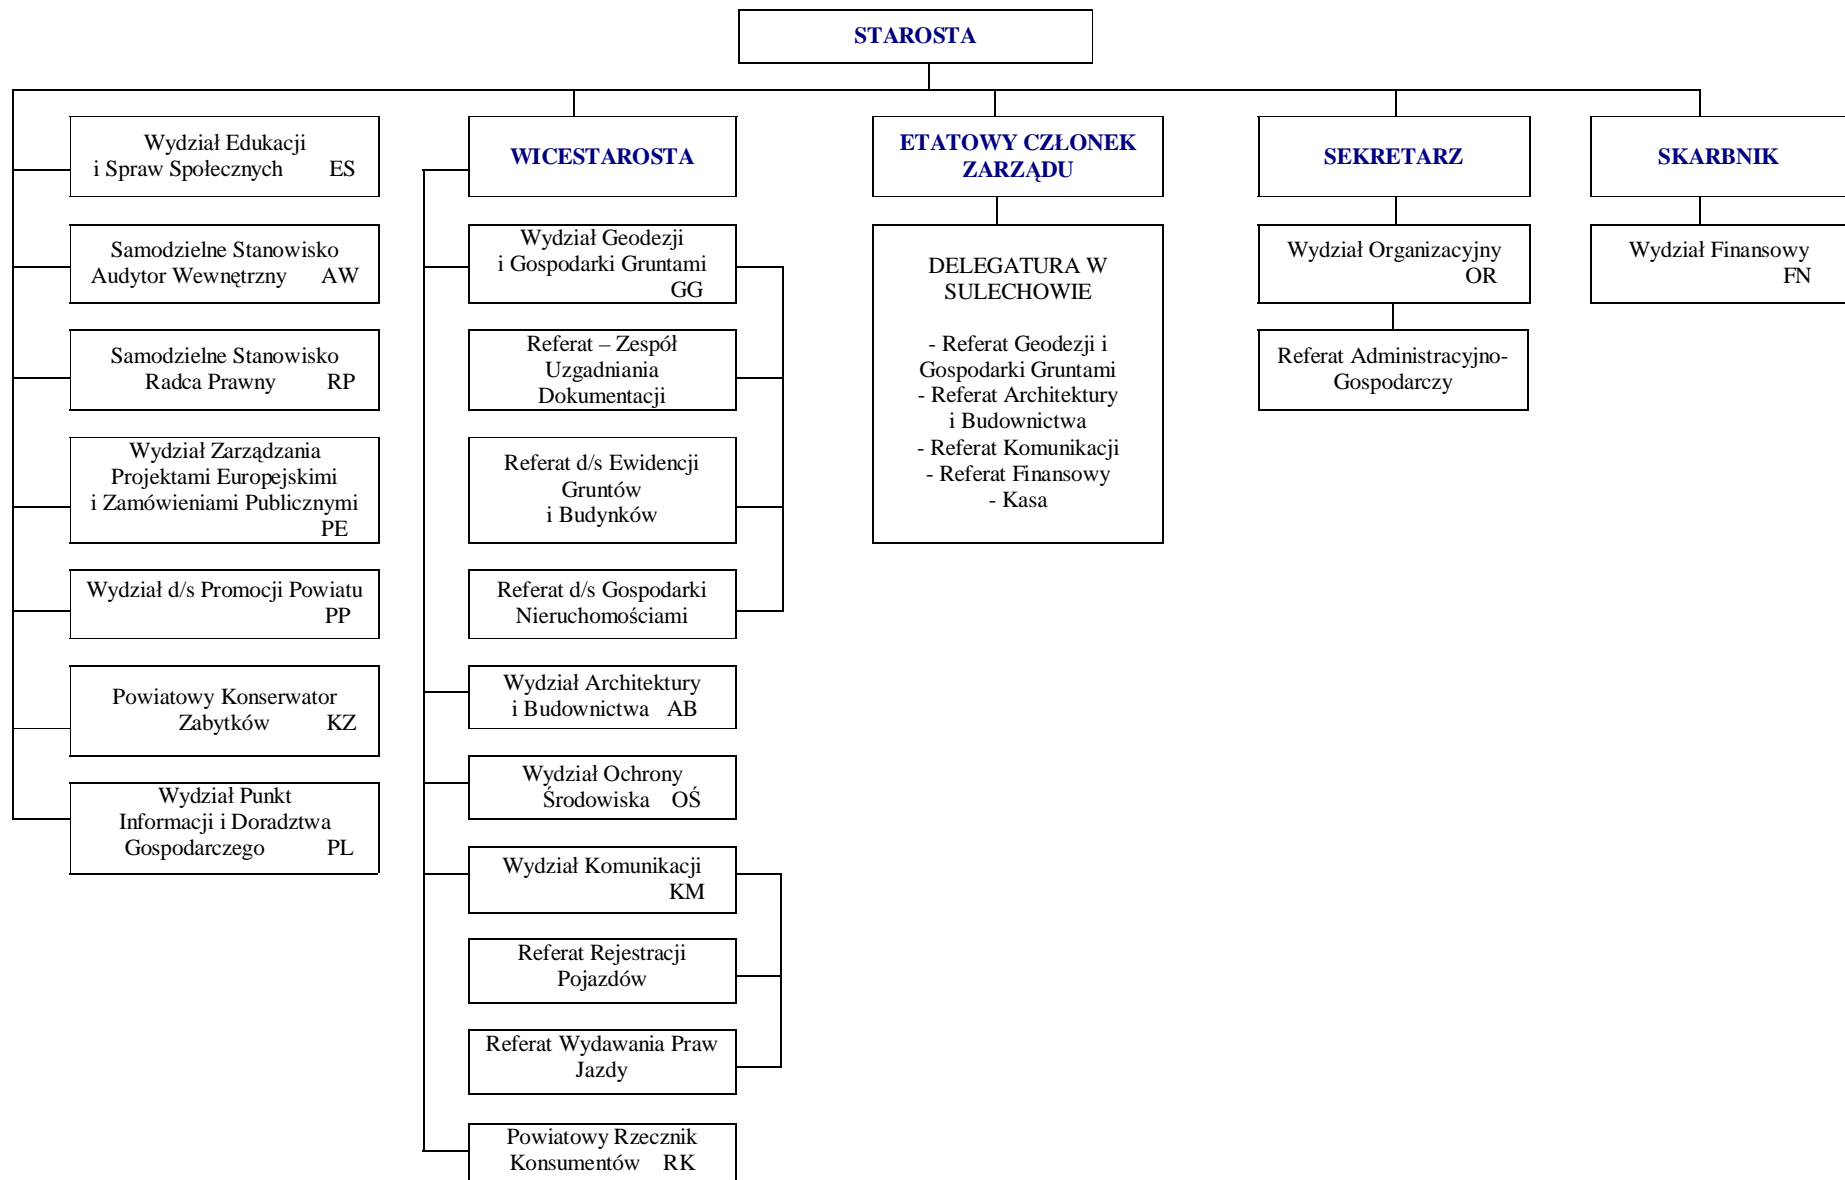 STAROSTA
Wydział Edukacji
i Spraw Społecznych ES
Samodzielne Stanowisko
Audytor Wewnętrzny AW
Samodzielne Stanowisko
Radca Prawny RP
Wydział Zarządzania
Projektami Europejskimi
i Zamówieniami Publicznymi
PE
Wydział d/s Promocji Powiatu
PP
Powiatowy Konserwator
Zabytków KZ
Wydział Punkt
Informacji i Doradztwa
Gospodarczego PL
WICESTAROSTA
Wydział Geodezji
i Gospodarki Gruntami
GG
Referat – Zespół
Uzgadniania
Dokumentacji
Referat d/s Ewidencji
Gruntów
i Budynków
Referat d/s Gospodarki
Nieruchomościami
Wydział Architektury
i Budownictwa AB
Wydział Ochrony
Środowiska OŚ
Wydział Komunikacji
KM
Referat Rejestracji
Pojazdów
Referat Wydawania Praw
Jazdy
Powiatowy Rzecznik
Konsumentów RK
ETATOWY CZŁONEK
ZARZĄDU
DELEGATURA W
SULECHOWIE
- Referat Geodezji i
Gospodarki Gruntami
- Referat Architektury
i Budownictwa
- Referat Komunikacji
- Referat Finansowy
- Kasa
SEKRETARZ
Wydział Organizacyjny
OR
Referat Administracyjno-
Gospodarczy
SKARBNIK
Wydział Finansowy
FN